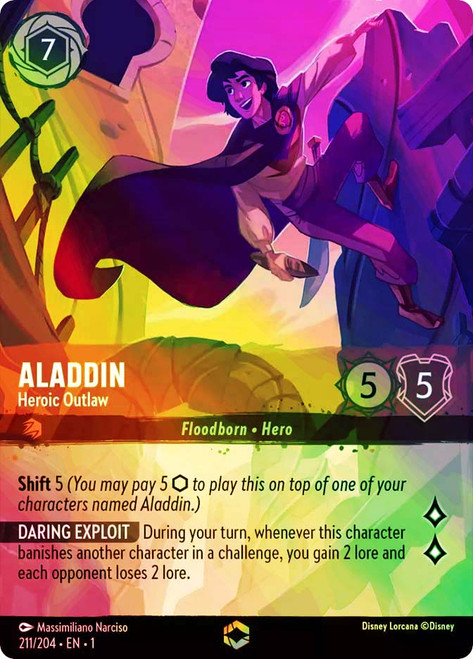 7
ALADDIN
Heroic Outlaw
5 5
Floodborn • Hero
Shift 5 (You may pay 5 ⬡ to play this on top of one of your
characters named Aladdin.)
DARING EXPLOIT During your turn, whenever this character
banishes another character in a challenge, you gain 2 lore and
each opponent loses 2 lore.
Massimiliano Narciso
Disney Lorcana ©Disney
211/204 • EN • 1